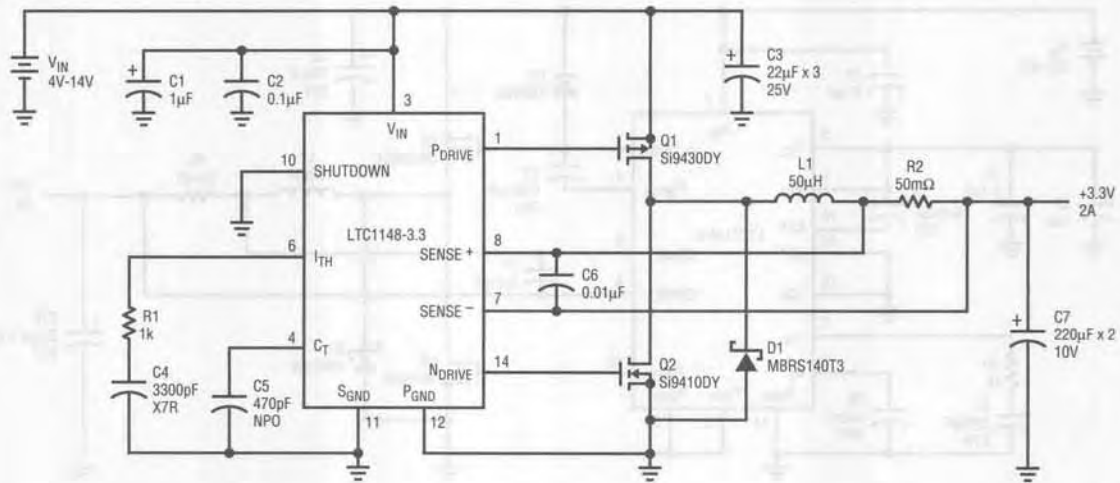 V_IN
4V-14V
+
C1
1µF
C2
0.1µF
+
C3
22µF x 3
25V
3
V_IN
P_DRIVE
1
Q1
Si9430DY
10
SHUTDOWN
L1
50µH
R2
50mΩ
+3.3V
2A
LTC1148-3.3
6
I_TH
SENSE +
8
C6
0.01µF
SENSE −
7
R1
1k
4
C_T
+
C7
220µF x 2
10V
C4
3300pF
X7R
C5
470pF
NPO
N_DRIVE
14
Q2
Si9410DY
D1
MBRS140T3
S_GND
P_GND
11
12